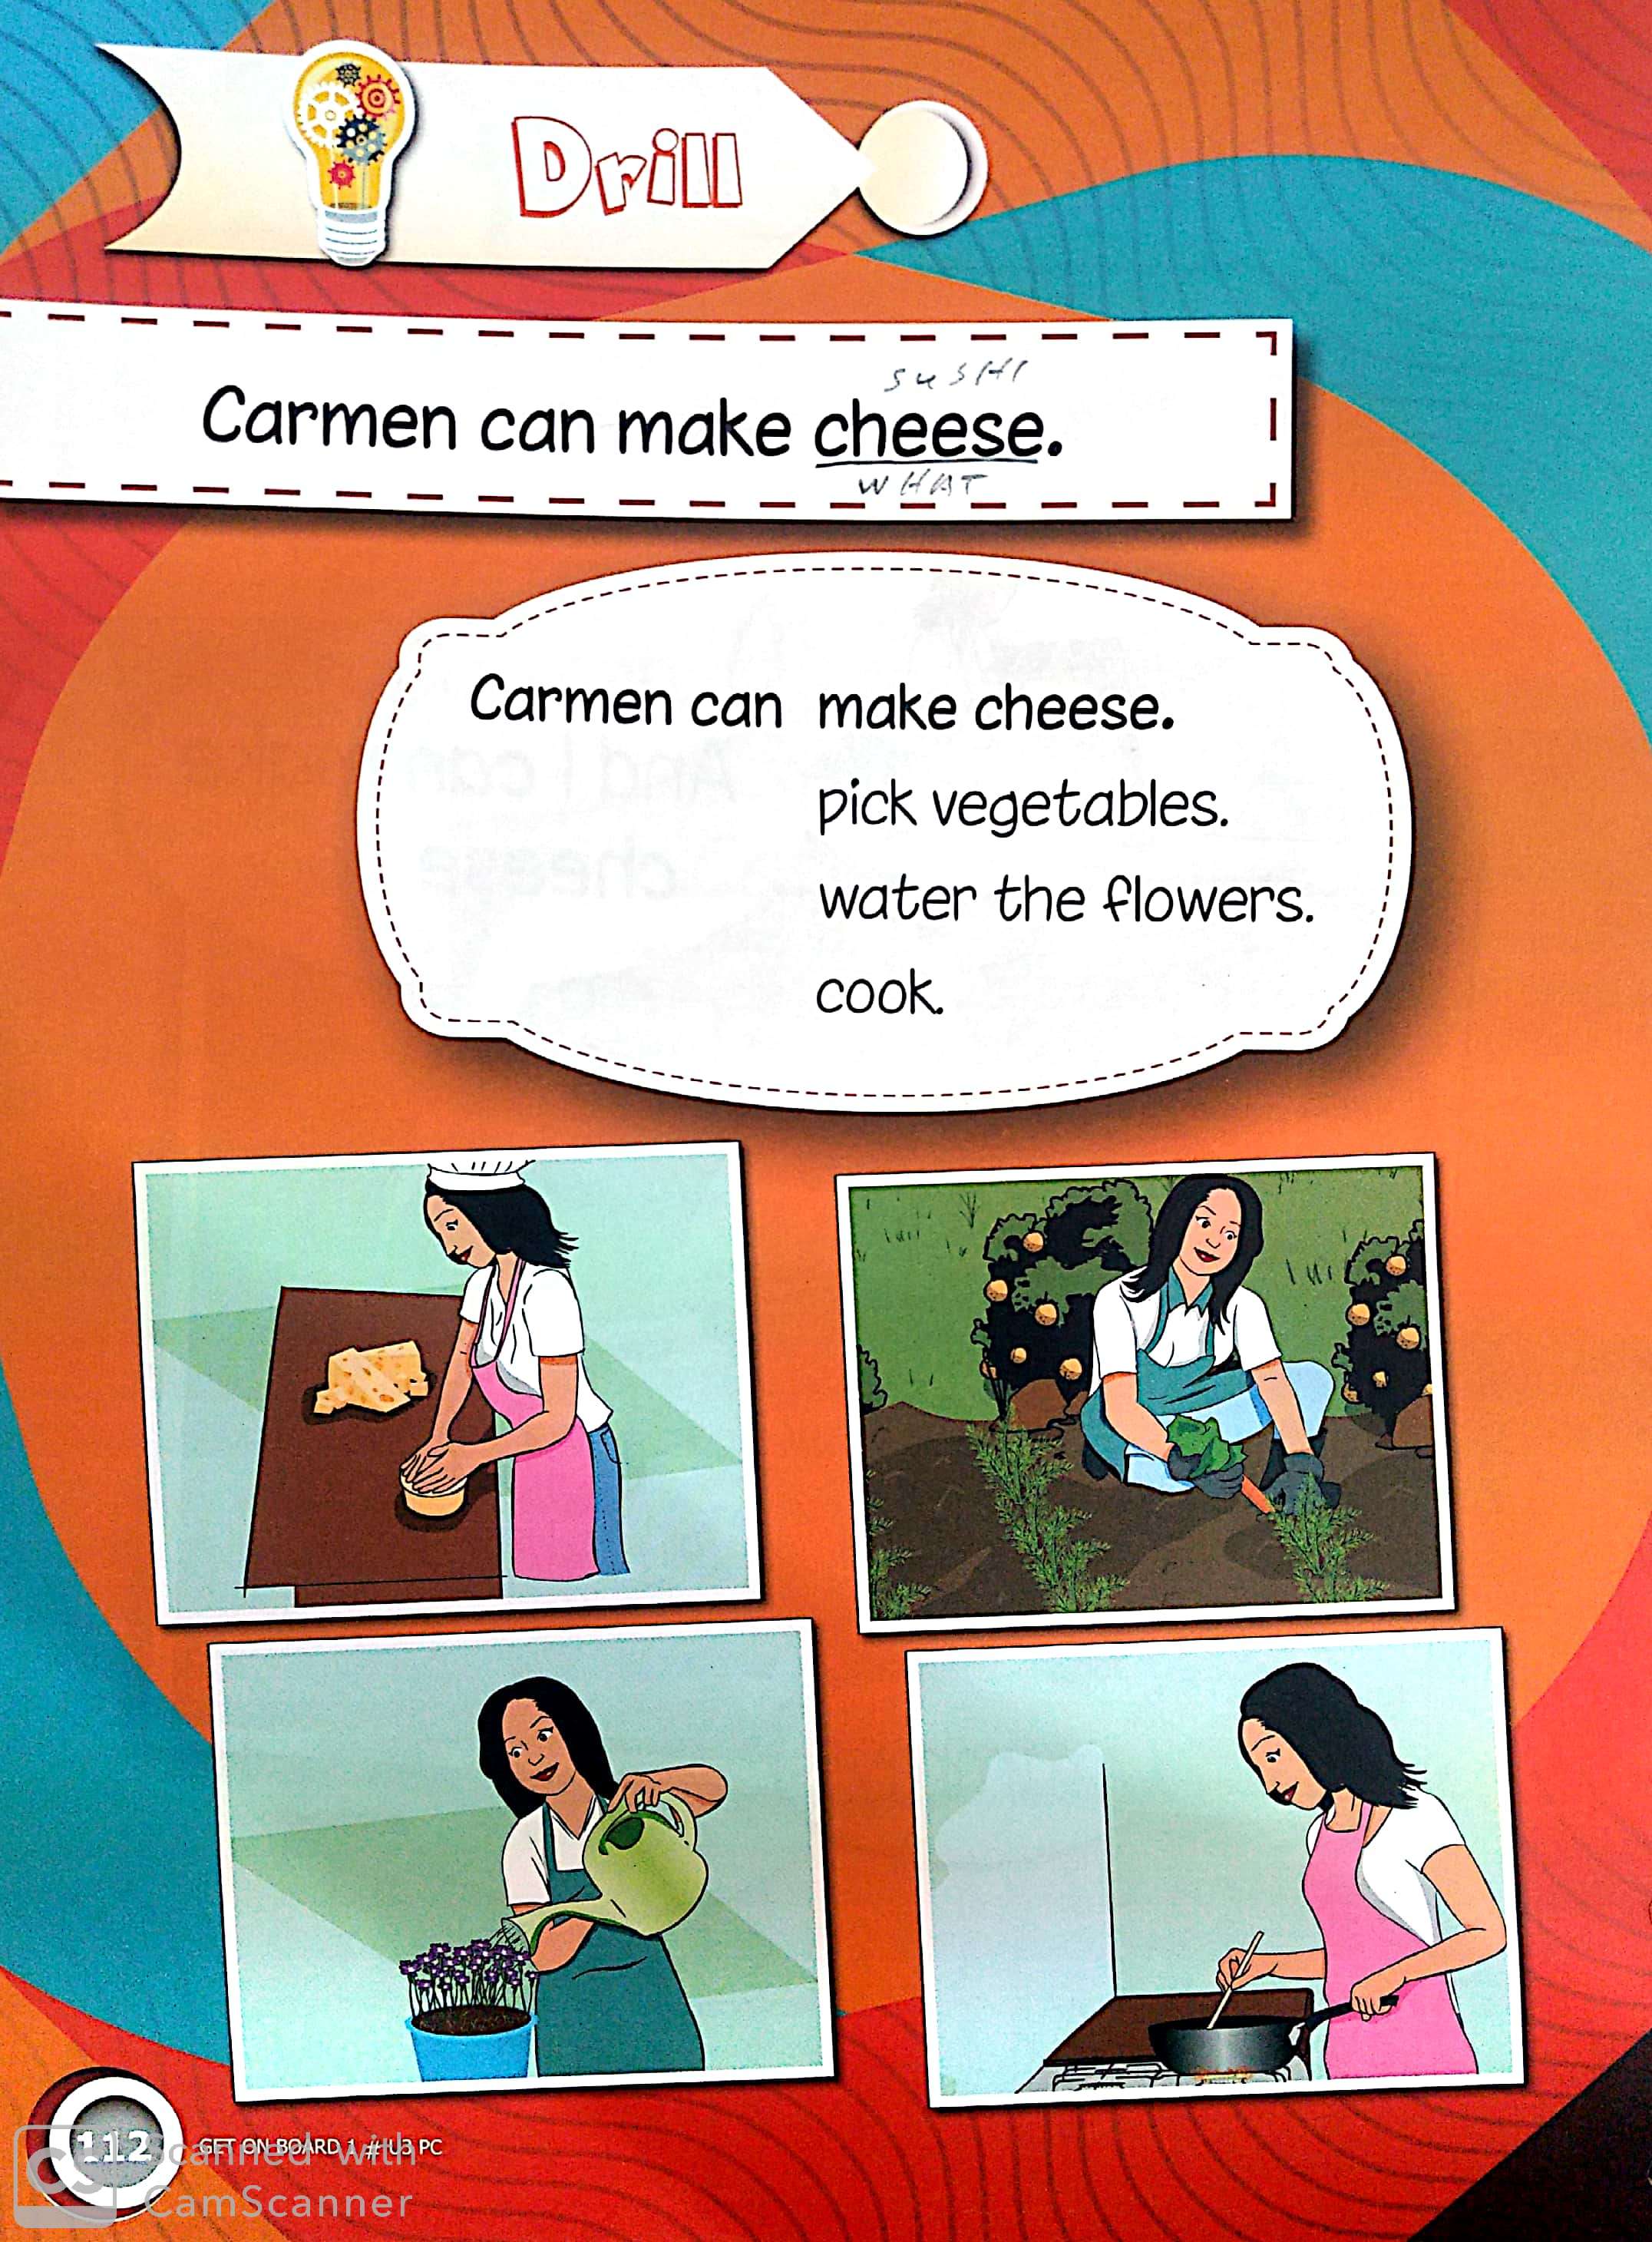 Drill
SUSHI
Carmen can make cheese.
WHAT
Carmen can make cheese.
pick vegetables.
water the flowers.
cook.
112
GET ON BOARD 1 # U3 PC
CS
Scanned with
CamScanner